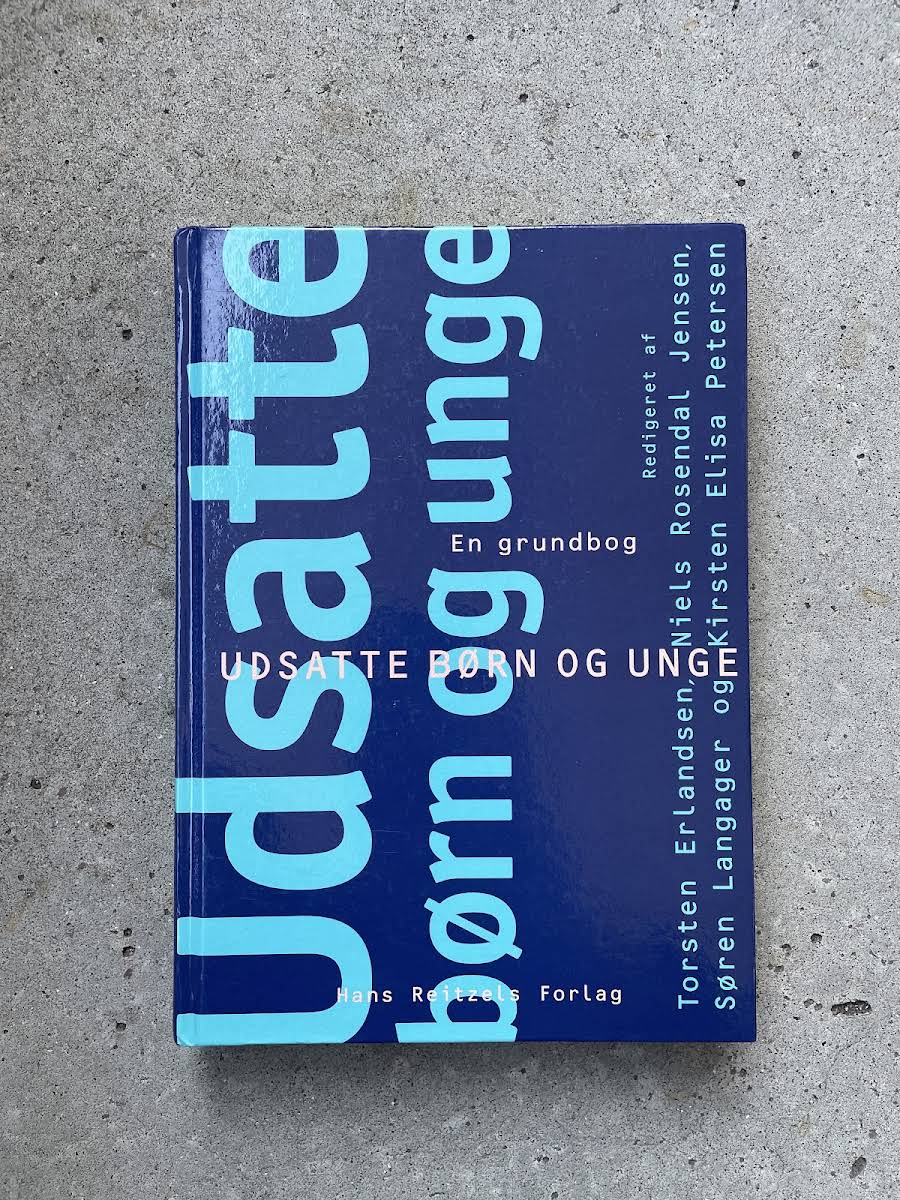 Udsatte
børn og unge
En grundbog
UDSATTE BØRN OG UNGE
Redigeret af
Torsten Erlandsen, Niels Rosendal Jensen,
Søren Langager og Kirsten Elisa Petersen
Hans Reitzels Forlag